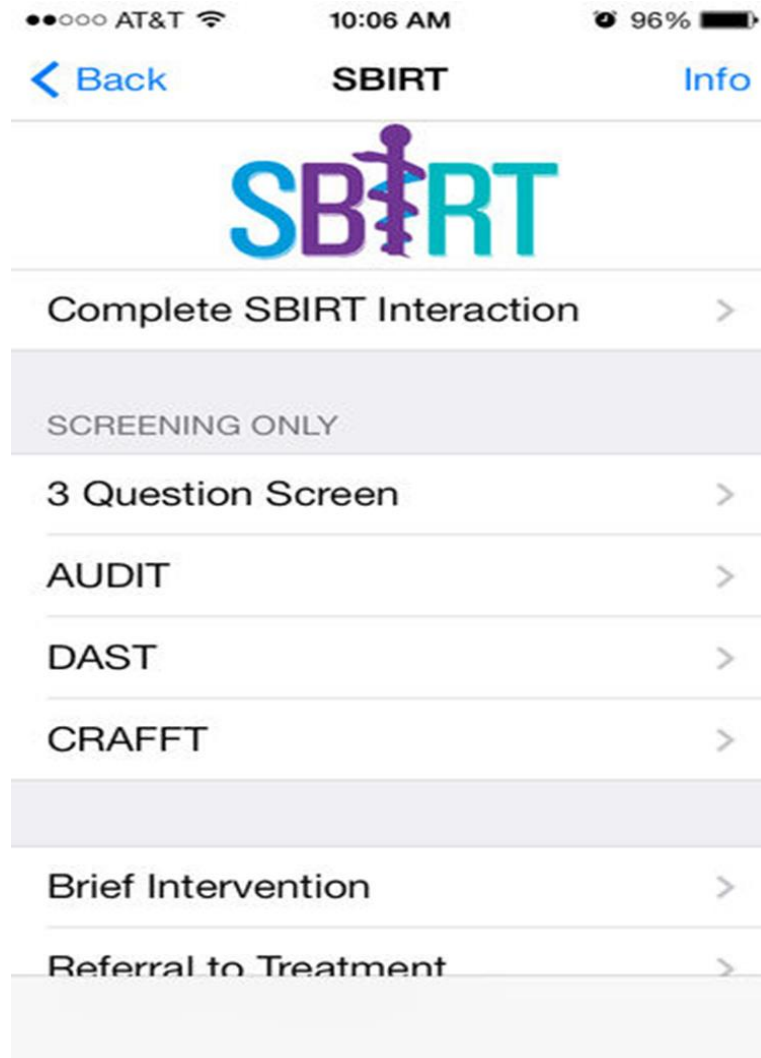 AT&T 10:06 AM 96%
Back SBIRT Info
SBIRT
Complete SBIRT Interaction
SCREENING ONLY
3 Question Screen
AUDIT
DAST
CRAFFT
Brief Intervention
Referral to Treatment